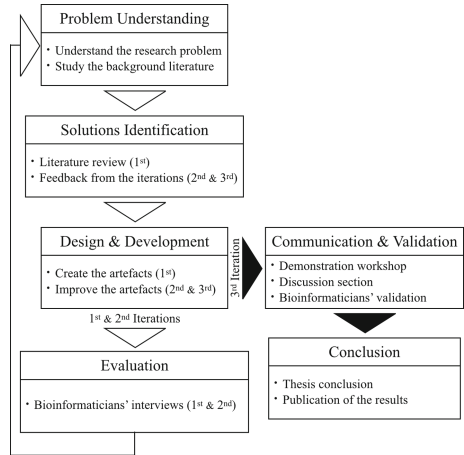 Problem Understanding
· Understand the research problem
· Study the background literature
Solutions Identification
· Literature review (1st)
· Feedback from the iterations (2nd & 3rd)
Design & Development
· Create the artefacts (1st)
· Improve the artefacts (2nd & 3rd)
3rd Iteration
Communication & Validation
· Demonstration workshop
· Discussion section
· Bioinformaticians' validation
1st & 2nd Iterations
Evaluation
· Bioinformaticians' interviews (1st & 2nd)
Conclusion
· Thesis conclusion
· Publication of the results